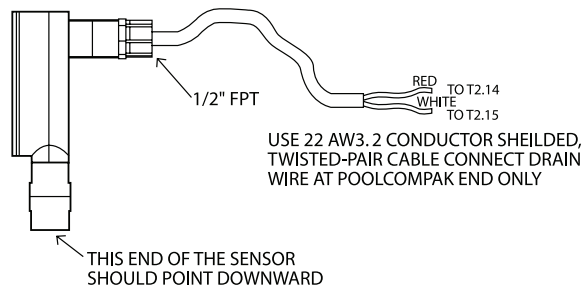 RED
TO T2.14
WHITE
TO T2.15
1/2" FPT
USE 22 AW3. 2 CONDUCTOR SHEILDED,
TWISTED-PAIR CABLE CONNECT DRAIN
WIRE AT POOLCOMPAK END ONLY
THIS END OF THE SENSOR
SHOULD POINT DOWNWARD